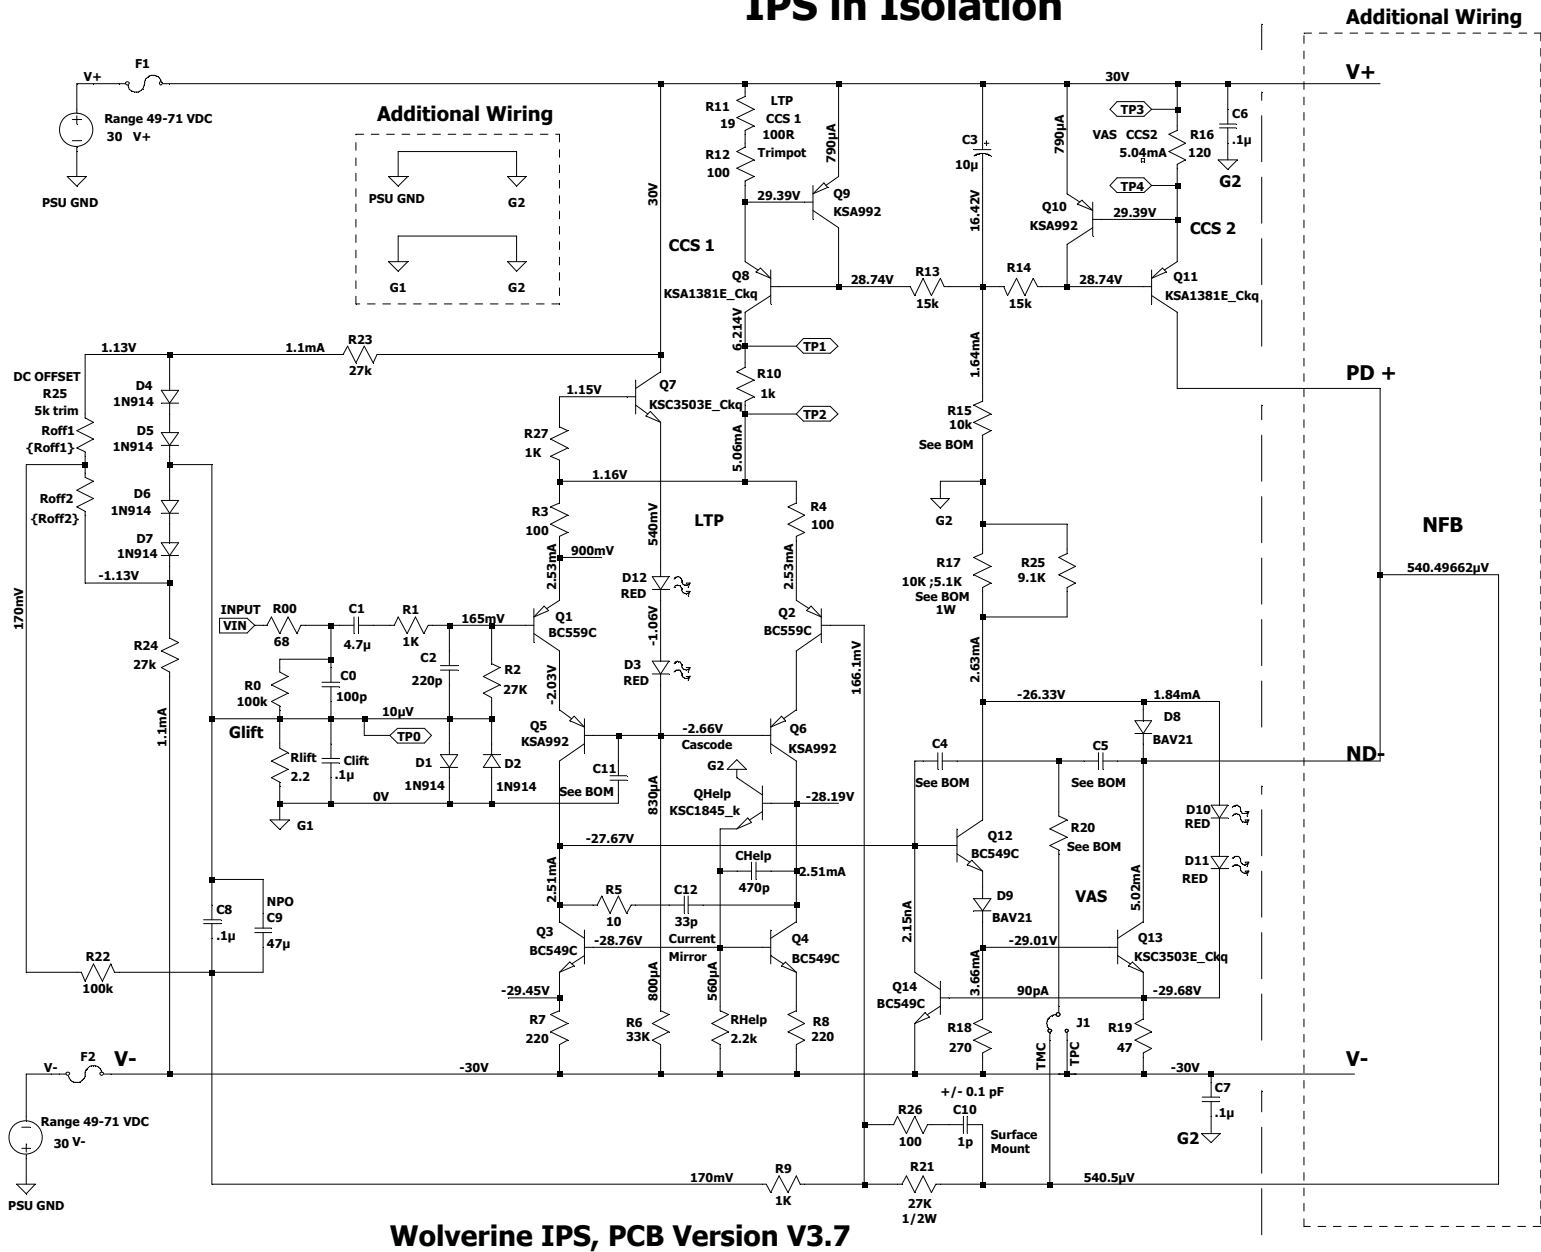 IPS in Isolation
Additional Wiring
F1
V+
30V
V+
Range 49-71 VDC
30 V+
PSU GND
Additional Wiring
PSU GND
G2
G1
G2
30V
R11
19
LTP
CCS 1
100R
Trimpot
R12
100
790µA
29.39V
Q9
KSA992
CCS 1
Q8
KSA1381E_Ckq
28.74V
R13
15k
C3
+
10µ
16.42V
R14
15k
790µA
Q10
KSA992
28.74V
TP3
VAS CCS2
5.04mA
R16
120
TP4
29.39V
CCS 2
Q11
KSA1381E_Ckq
C6
.1µ
G2
6.214V
TP1
R10
1k
TP2
5.06mA
1.64mA
R15
10k
See BOM
G2
PD +
1.13V
1.1mA
R23
27k
DC OFFSET
R25
5k trim
Roff1
{Roff1}
D4
1N914
D5
1N914
Roff2
{Roff2}
D6
1N914
D7
1N914
-1.13V
170mV
R24
27k
1.1mA
1.15V
Q7
KSC3503E_Ckq
R27
1K
1.16V
R3
100
LTP
R4
100
540mV
900mV
2.53mA
2.53mA
D12
RED
-1.06V
D3
RED
Q1
BC559C
Q2
BC559C
166.1mV
INPUT
VIN
R00
68
C1
4.7µ
R1
1K
165mV
C2
220p
R2
27K
R0
100k
C0
100p
10µV
Glift
TP0
Rlift
2.2
Clift
.1µ
D1
1N914
D2
1N914
0V
G1
-2.03V
Q5
KSA992
-2.66V
Cascode
Q6
KSA992
C11
See BOM
830µA
G2
QHelp
KSC1845_k
-28.19V
-27.67V
CHelp
470p
2.51mA
2.51mA
R5
10
C12
33p
Q3
BC549C
-28.76V
Current
Mirror
Q4
BC549C
-29.45V
800µA
560µA
R7
220
R6
33K
RHelp
2.2k
R8
220
R17
10K ;5.1K
See BOM
1W
R25
9.1K
NFB
540.49662µV
2.63mA
-26.33V
1.84mA
D8
BAV21
ND-
C4
See BOM
C5
See BOM
Q12
BC549C
R20
See BOM
D10
RED
D11
RED
D9
BAV21
VAS
5.02mA
2.15nA
-29.01V
Q13
KSC3503E_Ckq
3.66mA
Q14
BC549C
90pA
-29.68V
R18
270
J1
TMC
TPC
R19
47
C8
.1µ
NPO
C9
47µ
R22
100k
V-
F2
V-
-30V
-30V
V-
Range 49-71 VDC
30 V-
PSU GND
C7
.1µ
G2
+/- 0.1 pF
R26
100
C10
1p
Surface
Mount
170mV
R9
1K
R21
27K
1/2W
540.5µV
Wolverine IPS, PCB Version V3.7